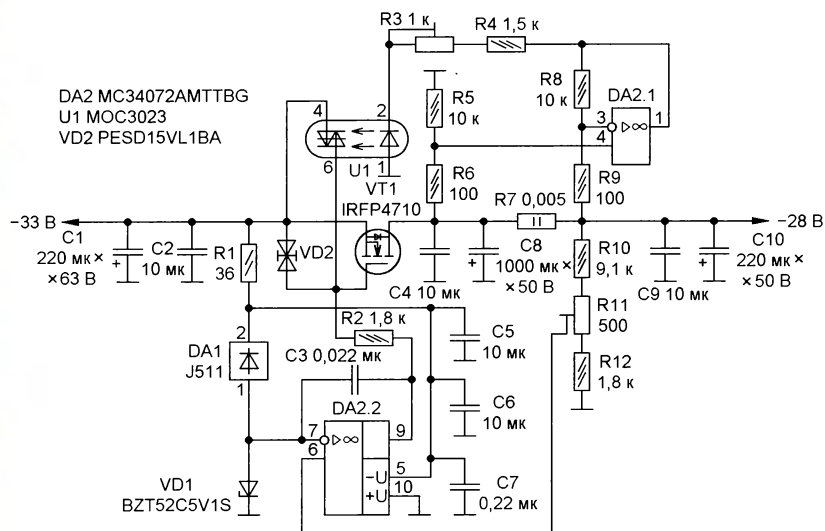 R3 1 к
R4 1,5 к
DA2 MC34072AMTTBG
U1 MOC3023
VD2 PESD15VL1BA
4
2
R5
10 к
R8
10 к
DA2.1
3
4
▷∞
1
6
U1
1
VT1
IRFP4710
R6
100
R7 0,005
R9
100
−33 В
−28 В
C1
220 мк×
×63 В
+
C2
10 мк
R1
36
VD2
C4 10 мк
+
C8
1000 мк×
×50 В
R10
9,1 к
C9 10 мк
+
C10
220 мк×
×50 В
R2 1,8 к
R11
500
C3 0,022 мк
C5
10 мк
DA1
J511
2
1
R12
1,8 к
DA2.2
C6
10 мк
7
6
▷∞
9
−U
5
+U
10
C7
0,22 мк
VD1
BZT52C5V1S